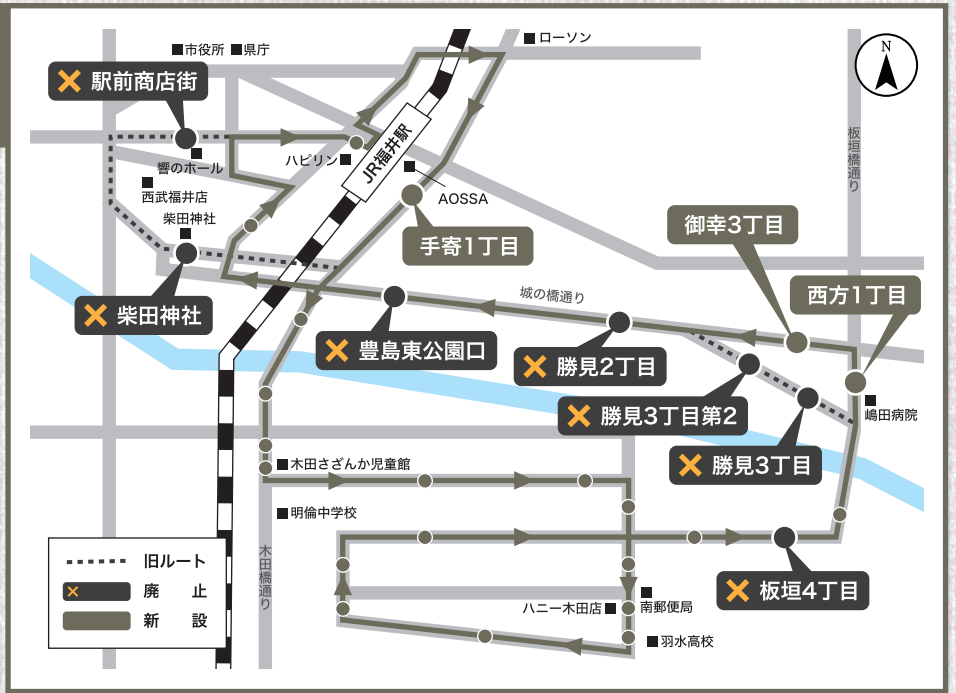 市役所
県庁
ローソン
N
駅前商店街
板垣橋通り
JR福井駅
ハピリン
響のホール
西武福井店
AOSSA
柴田神社
手寄1丁目
御幸3丁目
西方1丁目
城の橋通り
柴田神社
豊島東公園口
勝見2丁目
勝見3丁目第2
嶋田病院
勝見3丁目
木田さざんか児童館
明倫中学校
木田橋通り
旧ルート
廃 止
新 設
板垣4丁目
ハニー木田店
南郵便局
羽水高校